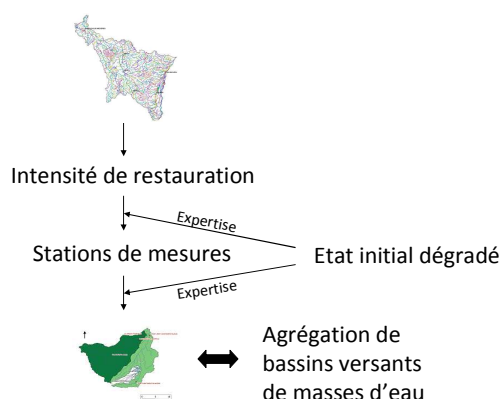 Intensité de restauration
Expertise
Stations de mesures
Etat initial dégradé
Expertise
Agrégation de
bassins versants
de masses d'eau